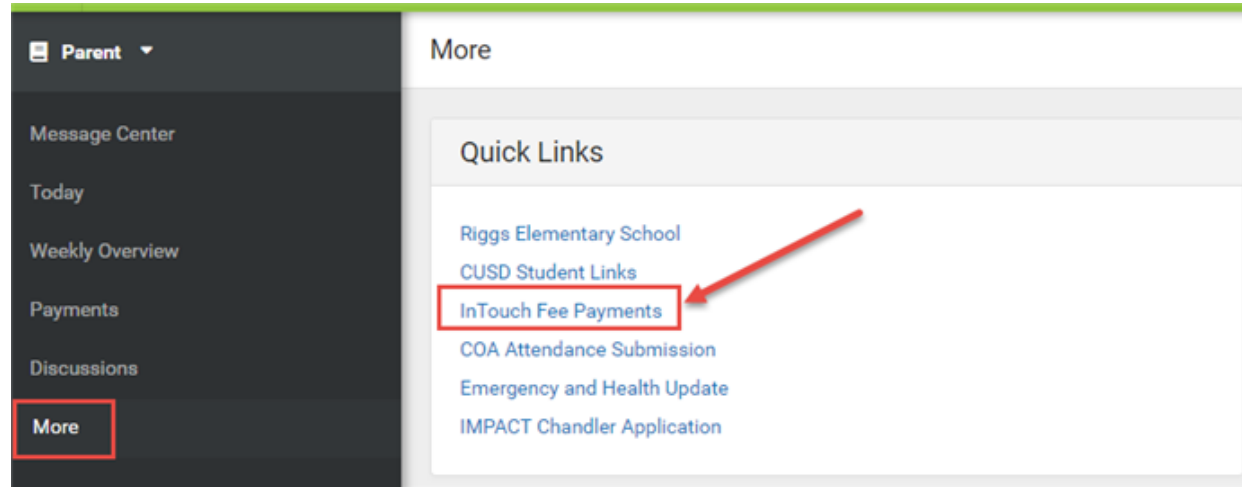 Parent
Message Center
Today
Weekly Overview
Payments
Discussions
More
More
Quick Links
Riggs Elementary School
CUSD Student Links
InTouch Fee Payments
COA Attendance Submission
Emergency and Health Update
IMPACT Chandler Application